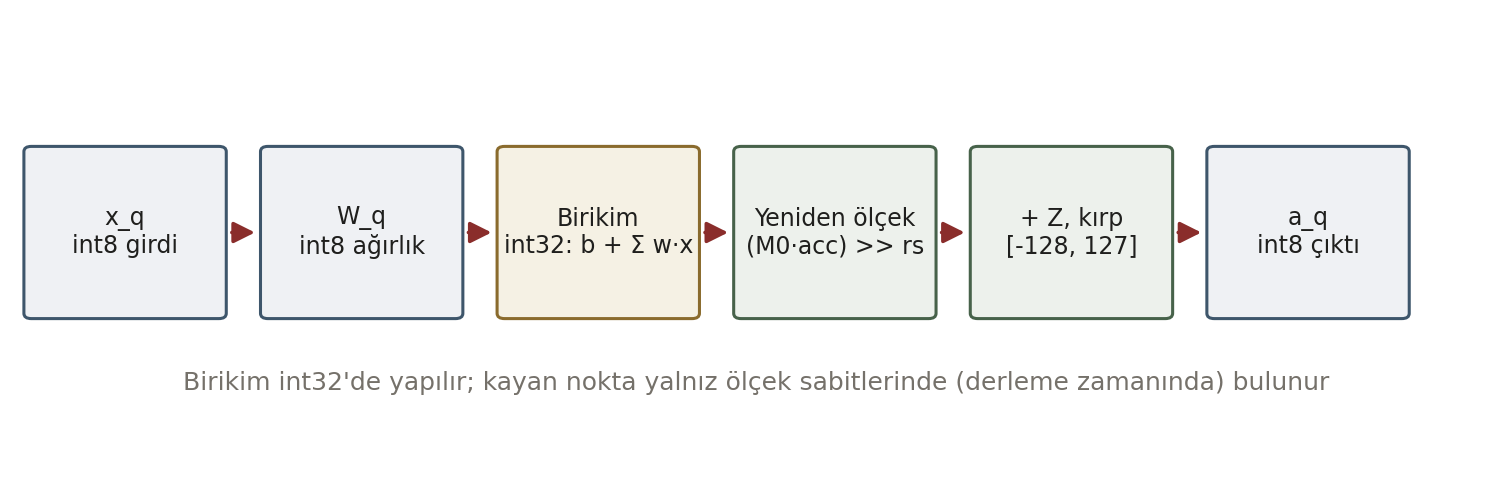 x_q
int8 girdi
W_q
int8 ağırlık
Birikim
int32: b + Σ w·x
Yeniden ölçek
(M0·acc) >> rs
+ Z, kırp
[-128, 127]
a_q
int8 çıktı
Birikim int32'de yapılır; kayan nokta yalnız ölçek sabitlerinde (derleme zamanında) bulunur